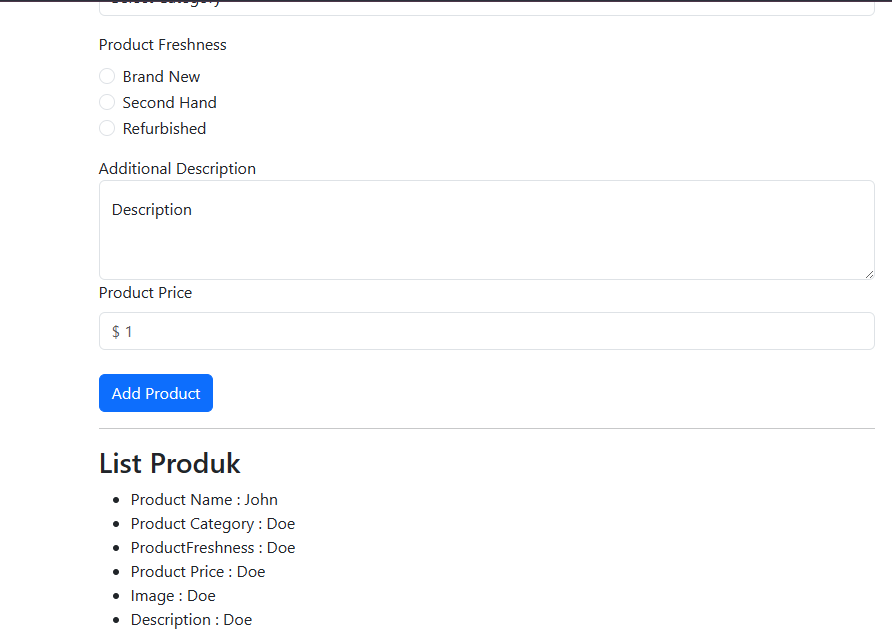 Product Freshness
Brand New
Second Hand
Refurbished
Additional Description
Description
Product Price
$ 1
Add Product
List Produk
Product Name : John
Product Category : Doe
ProductFreshness : Doe
Product Price : Doe
Image : Doe
Description : Doe